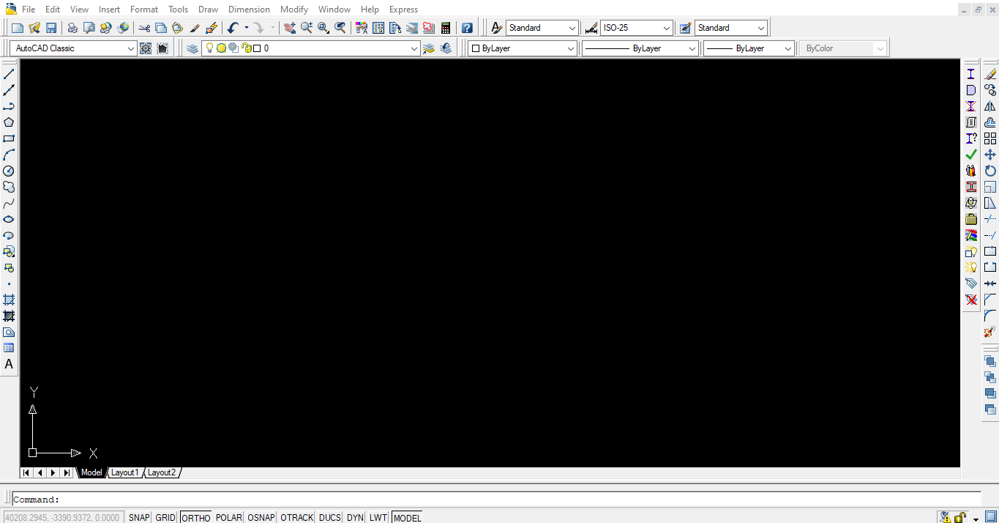 File Edit View Insert Format Tools Draw Dimension Modify Window Help Express
Standard ISO-25 Standard
AutoCAD Classic 0 ByLayer ByLayer ByLayer ByColor
Y
X
Model Layout1 Layout2
Command:
40208.2945, -3390.9372, 0.0000 SNAP GRID ORTHO POLAR OSNAP OTRACK DUCS DYN LWT MODEL